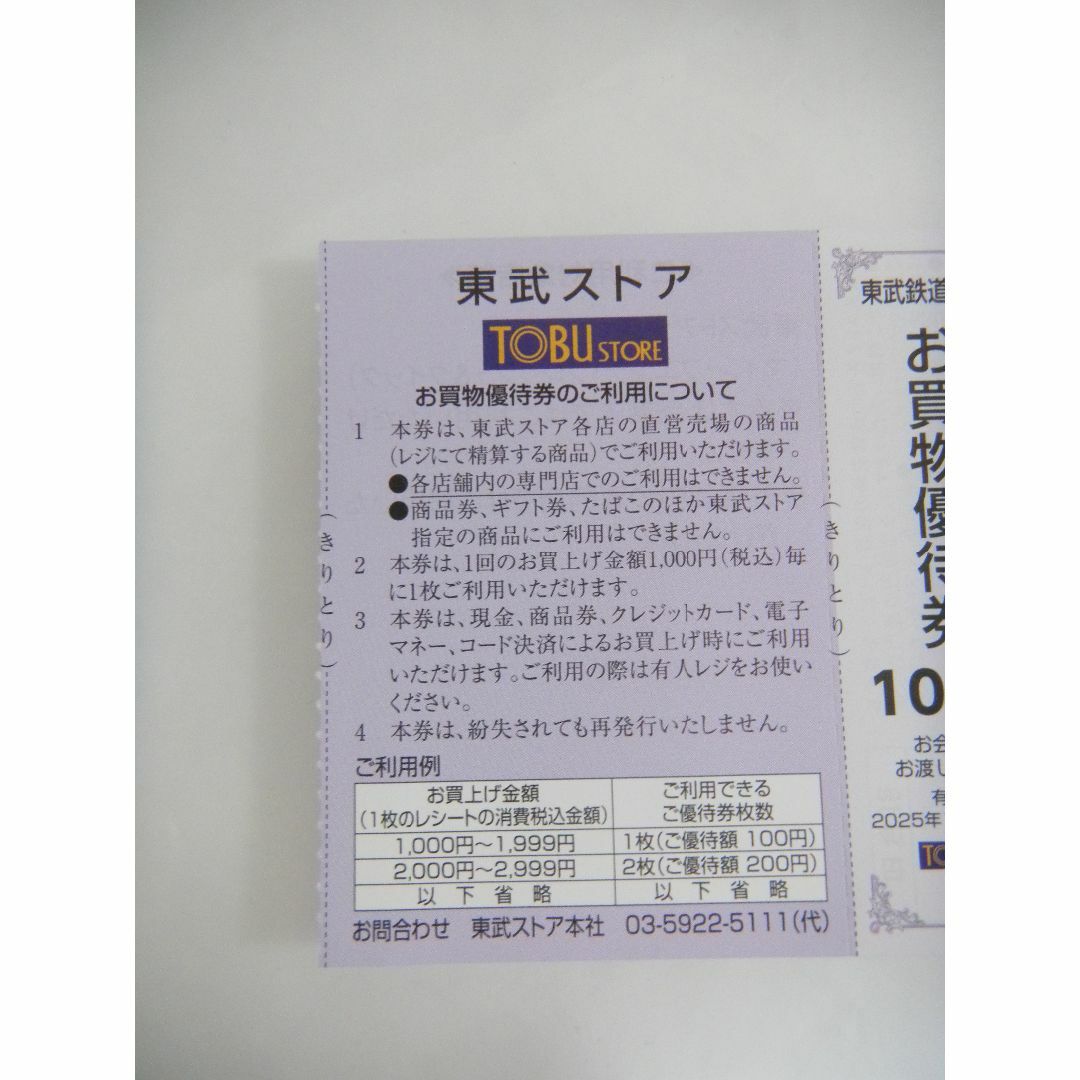 東武ストア
TOBU STORE
お買物優待券のご利用について
1 本券は、東武ストア各店の直営売場の商品
(レジにて精算する商品)でご利用いただけます。
●各店舗内の専門店でのご利用はできません。
●商品券、ギフト券、たばこのほか東武ストア
指定の商品にご利用はできません。
2 本券は、1回のお買上げ金額1,000円(税込)毎
に1枚ご利用いただけます。
3 本券は、現金、商品券、クレジットカード、電子
マネー、コード決済によるお買上げ時にご利用
いただけます。ご利用の際は有人レジをお使い
ください。
4 本券は、紛失されても再発行いたしません。
ご利用例
お買上げ金額
(1枚のレシートの消費税込金額)
ご利用できる
ご優待券枚数
1,000円~1,999円 1枚(ご優待額 100円)
2,000円~2,999円 2枚(ご優待額 200円)
以下省略 以下省略
お問合わせ 東武ストア本社 03-5922-5111(代)
(きりとり)
(きりとり)
東武鉄道
お買物優待券
10
お会
お渡し
有
2025年
TO